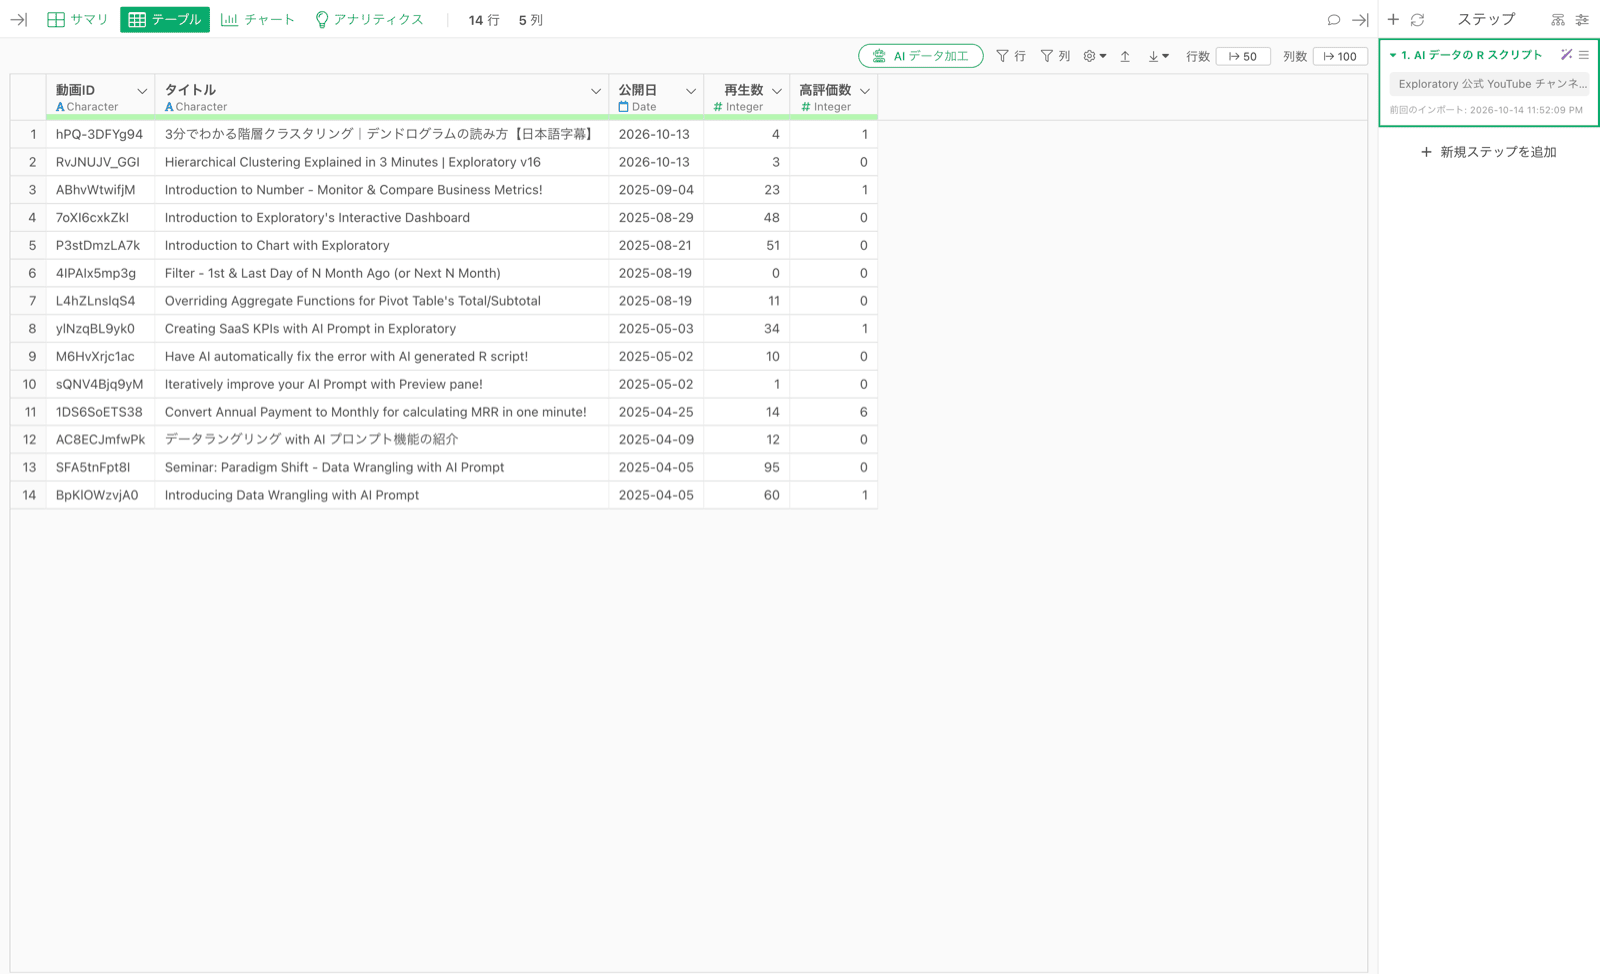 サマリ テーブル チャート アナリティクス 14 行 5 列 ステップ
AI データ加工 行 列 行数 50 列数 100
1. AI データの R スクリプト
Exploratory 公式 YouTube チャンネ...
前回のインポート: 2026-10-14 11:52:09 PM
新規ステップを追加
動画ID タイトル 公開日 再生数 高評価数
Character Character Date # Integer # Integer
1 hPQ-3DFYg94 3分でわかる階層クラスタリング｜デンドログラムの読み方【日本語字幕】 2026-10-13 4 1
2 RvJNUJV_GGI Hierarchical Clustering Explained in 3 Minutes | Exploratory v16 2026-10-13 3 0
3 ABhvWtwifjM Introduction to Number - Monitor & Compare Business Metrics! 2025-09-04 23 1
4 7oXI6cxkZkI Introduction to Exploratory's Interactive Dashboard 2025-08-29 48 0
5 P3stDmzLA7k Introduction to Chart with Exploratory 2025-08-21 51 0
6 4IPAIx5mp3g Filter - 1st & Last Day of N Month Ago (or Next N Month) 2025-08-19 0 0
7 L4hZLnslqS4 Overriding Aggregate Functions for Pivot Table's Total/Subtotal 2025-08-19 11 0
8 ylNzqBL9yk0 Creating SaaS KPIs with AI Prompt in Exploratory 2025-05-03 34 1
9 M6HvXrjc1ac Have AI automatically fix the error with AI generated R script! 2025-05-02 10 0
10 sQNV4Bjq9yM Iteratively improve your AI Prompt with Preview pane! 2025-05-02 1 0
11 1DS6SoETS38 Convert Annual Payment to Monthly for calculating MRR in one minute! 2025-04-25 14 6
12 AC8ECJmfwPk データラングリング with AI プロンプト機能の紹介 2025-04-09 12 0
13 SFA5tnFpt8I Seminar: Paradigm Shift - Data Wrangling with AI Prompt 2025-04-05 95 0
14 BpKlOWzvjA0 Introducing Data Wrangling with AI Prompt 2025-04-05 60 1